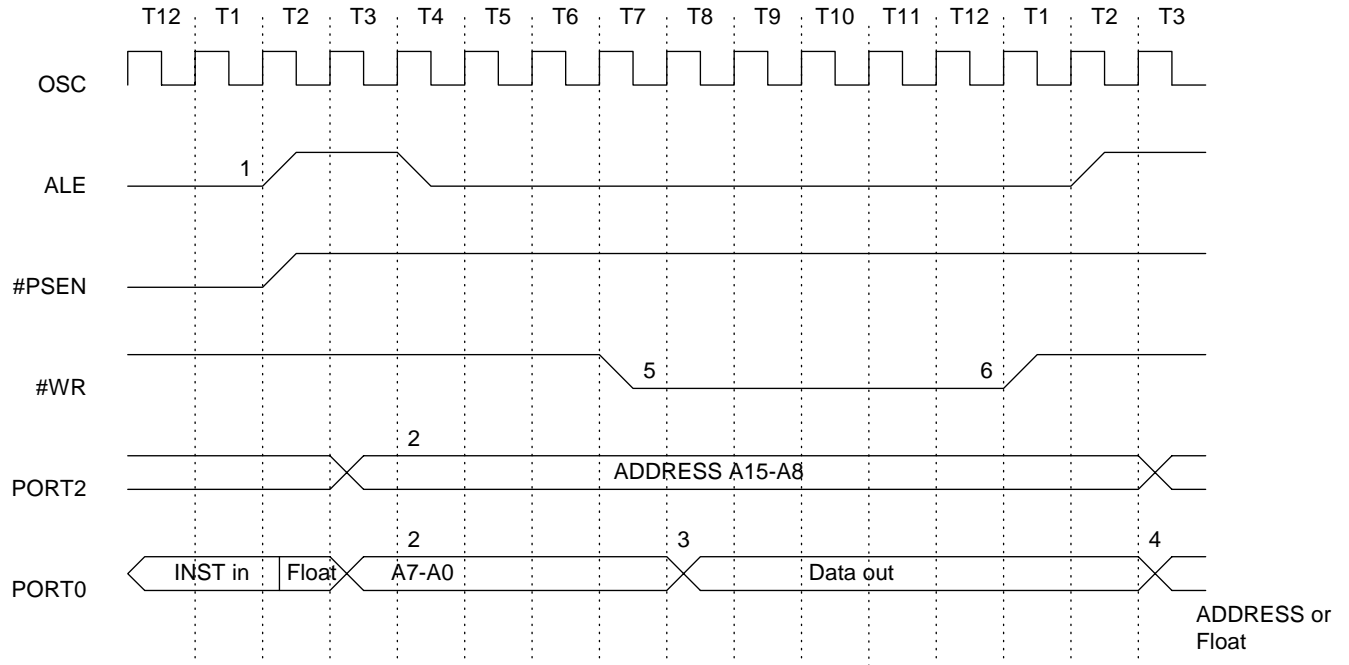 T12 T1 T2 T3 T4 T5 T6 T7 T8 T9 T10 T11 T12 T1 T2 T3
OSC
1
ALE
#PSEN
5 6
#WR
2
ADDRESS A15-A8
PORT2
2 3 4
INST in Float A7-A0 Data out
PORT0
ADDRESS or
Float